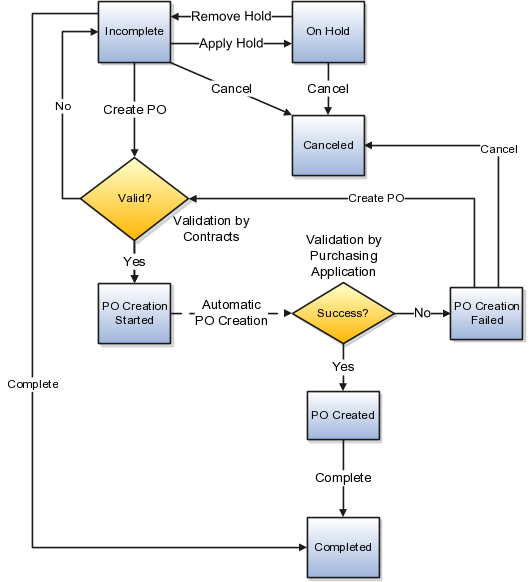 Incomplete
Remove Hold
Apply Hold
On Hold
Cancel
Cancel
No
Create PO
Canceled
Cancel
Valid?
Create PO
Validation by
Contracts
Validation by
Purchasing
Application
Yes
PO Creation
Started
Automatic
PO Creation
Success?
No
PO Creation
Failed
Yes
Complete
PO Created
Complete
Completed